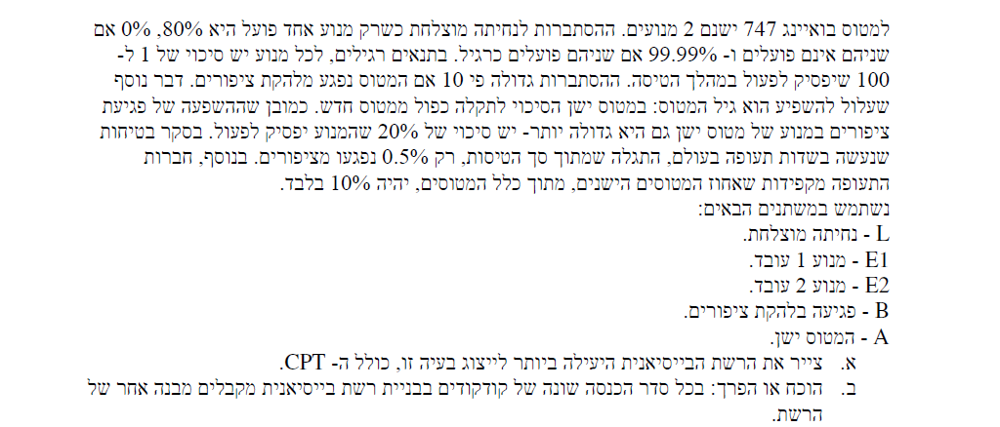 למטוס בואיינג 747 ישנם 2 מנועים. ההסתברות לנחיתה מוצלחת כשרק מנוע אחד פועל היא 80%, 0% אם
שניהם אינם פועלים ו- 99.99% אם שניהם פועלים כרגיל. בתנאים רגילים, לכל מנוע יש סיכוי של 1 ל-
100 שיפסיק לפעול במהלך הטיסה. ההסתברות גדולה פי 10 אם המטוס נפגע מלהקת ציפורים. דבר נוסף
שעלול להשפיע הוא גיל המטוס: במטוס ישן הסיכוי לתקלה כפול ממטוס חדש. כמובן שההשפעה של פגיעת
ציפורים במנוע של מטוס ישן גם היא גדולה יותר- יש סיכוי של 20% שהמנוע יפסיק לפעול. בסקר בטיחות
שנעשה בשדות תעופה בעולם, התגלה שמתוך סך הטיסות, רק 0.5% נפגעו מציפורים. בנוסף, חברות
התעופה מקפידות שאחוז המטוסים הישנים, מתוך כלל המטוסים, יהיה 10% בלבד.
נשתמש במשתנים הבאים:
L - נחיתה מוצלחת.
E1 - מנוע 1 עובד.
E2 - מנוע 2 עובד.
B - פגיעה בלהקת ציפורים.
A - המטוס ישן.
א. צייר את הרשת הבייסיאנית היעילה ביותר לייצוג בעיה זו, כולל ה- CPT.
ב. הוכח או הפרך: בכל סדר הכנסה שונה של קודקודים בבניית רשת בייסיאנית מקבלים מבנה אחר של
הרשת.